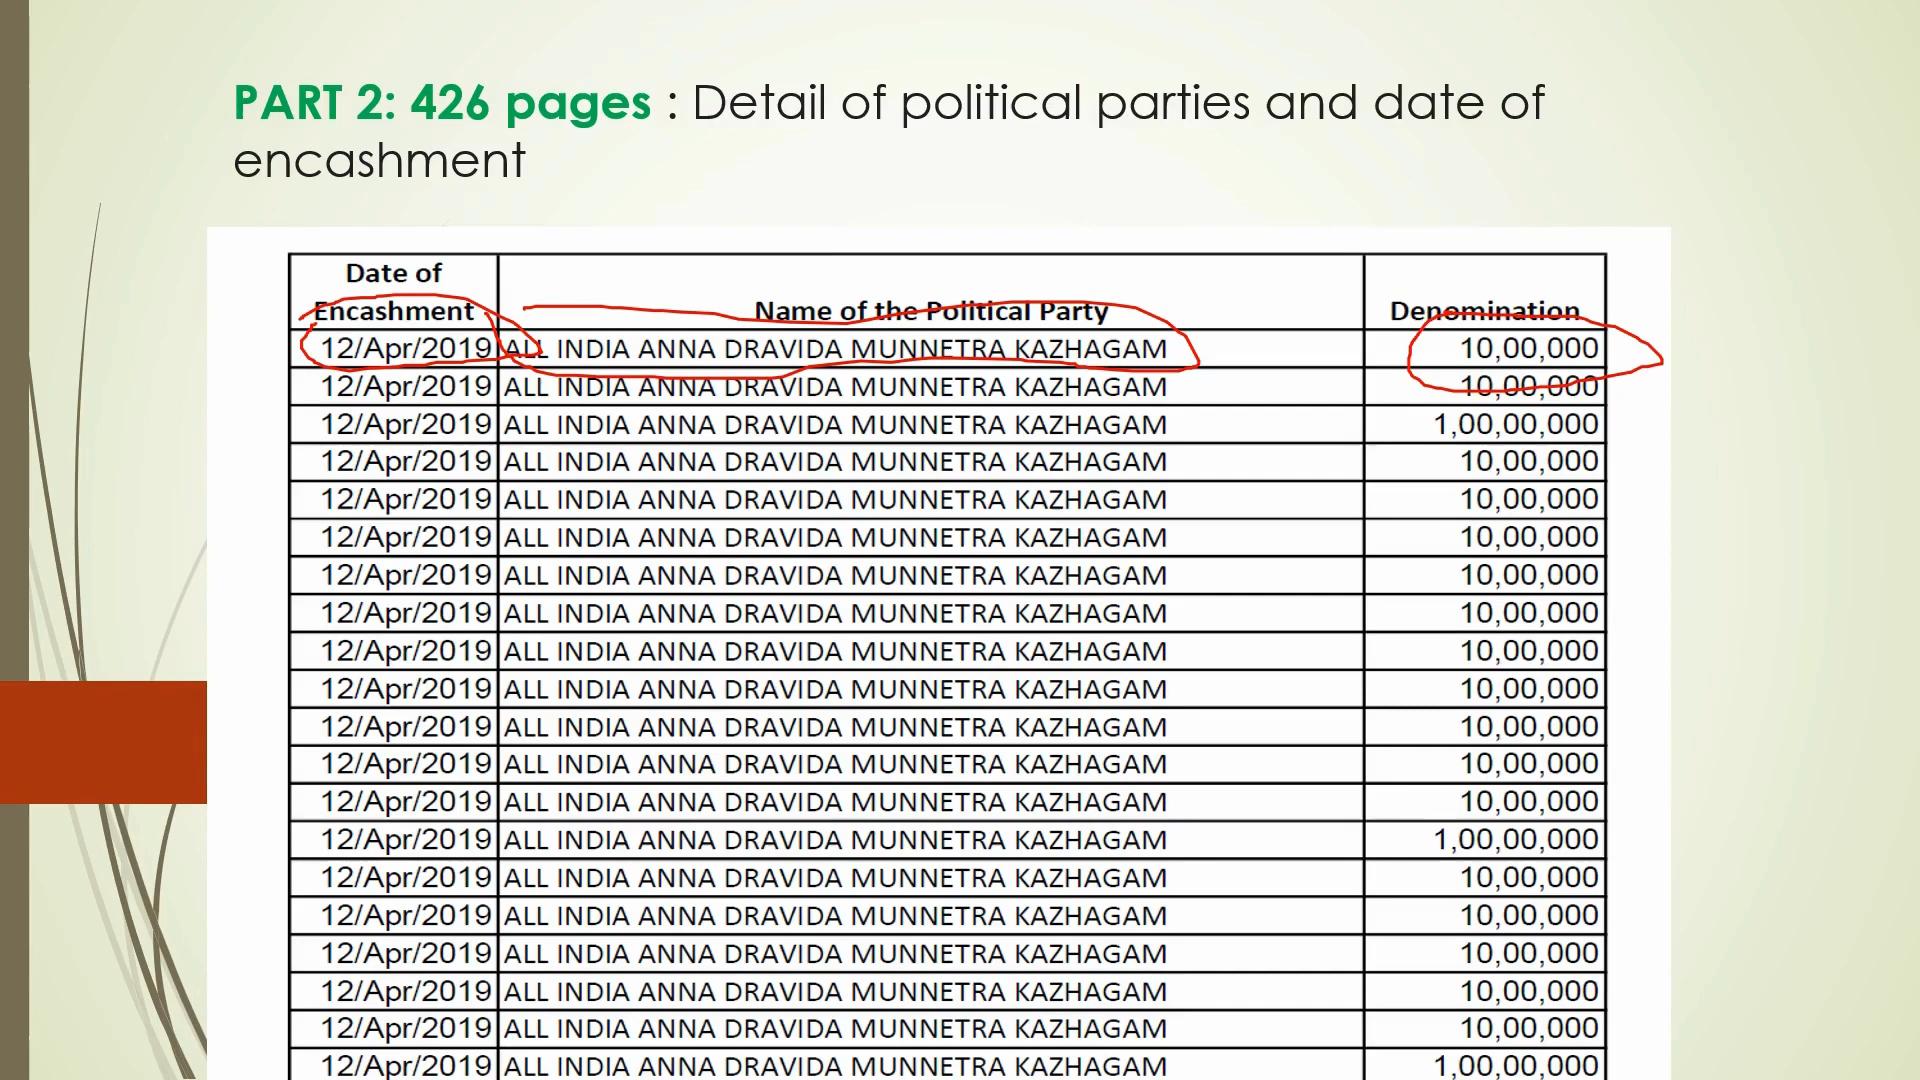 PART 2: 426 pages : Detail of political parties and date of
encashment
Date of
Encashment Name of the Political Party Denomination
12/Apr/2019 ALL INDIA ANNA DRAVIDA MUNNETRA KAZHAGAM 10,00,000
12/Apr/2019 ALL INDIA ANNA DRAVIDA MUNNETRA KAZHAGAM 10,00,000
12/Apr/2019 ALL INDIA ANNA DRAVIDA MUNNETRA KAZHAGAM 1,00,00,000
12/Apr/2019 ALL INDIA ANNA DRAVIDA MUNNETRA KAZHAGAM 10,00,000
12/Apr/2019 ALL INDIA ANNA DRAVIDA MUNNETRA KAZHAGAM 10,00,000
12/Apr/2019 ALL INDIA ANNA DRAVIDA MUNNETRA KAZHAGAM 10,00,000
12/Apr/2019 ALL INDIA ANNA DRAVIDA MUNNETRA KAZHAGAM 10,00,000
12/Apr/2019 ALL INDIA ANNA DRAVIDA MUNNETRA KAZHAGAM 10,00,000
12/Apr/2019 ALL INDIA ANNA DRAVIDA MUNNETRA KAZHAGAM 10,00,000
12/Apr/2019 ALL INDIA ANNA DRAVIDA MUNNETRA KAZHAGAM 10,00,000
12/Apr/2019 ALL INDIA ANNA DRAVIDA MUNNETRA KAZHAGAM 10,00,000
12/Apr/2019 ALL INDIA ANNA DRAVIDA MUNNETRA KAZHAGAM 10,00,000
12/Apr/2019 ALL INDIA ANNA DRAVIDA MUNNETRA KAZHAGAM 10,00,000
12/Apr/2019 ALL INDIA ANNA DRAVIDA MUNNETRA KAZHAGAM 1,00,00,000
12/Apr/2019 ALL INDIA ANNA DRAVIDA MUNNETRA KAZHAGAM 10,00,000
12/Apr/2019 ALL INDIA ANNA DRAVIDA MUNNETRA KAZHAGAM 10,00,000
12/Apr/2019 ALL INDIA ANNA DRAVIDA MUNNETRA KAZHAGAM 10,00,000
12/Apr/2019 ALL INDIA ANNA DRAVIDA MUNNETRA KAZHAGAM 10,00,000
12/Apr/2019 ALL INDIA ANNA DRAVIDA MUNNETRA KAZHAGAM 10,00,000
12/Apr/2019 ALL INDIA ANNA DRAVIDA MUNNETRA KAZHAGAM 1,00,00,000